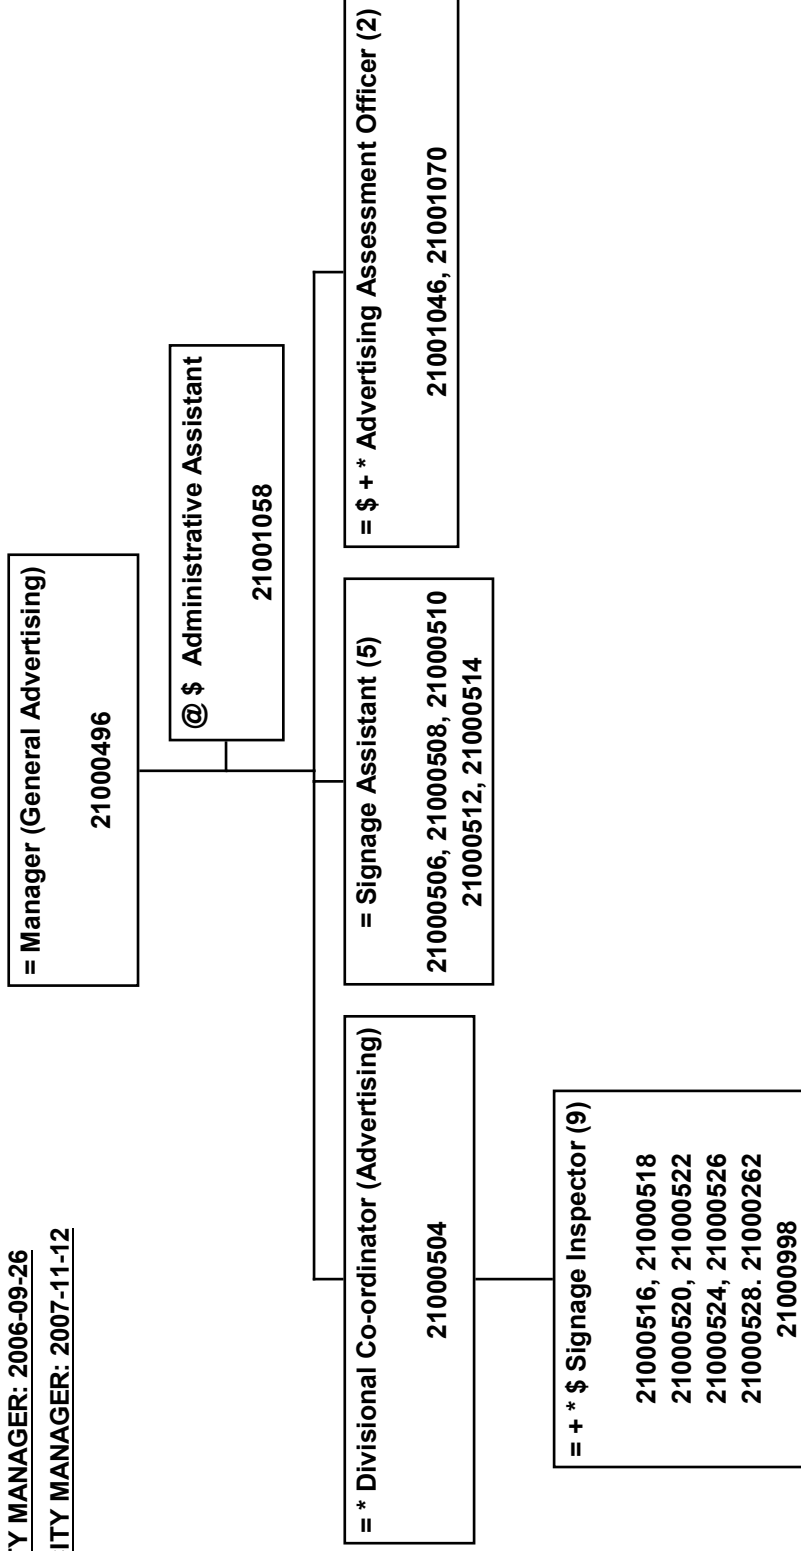 TY MANAGER: 2006-09-26
ITY MANAGER: 2007-11-12
= Manager (General Advertising)
21000496
@ $ Administrative Assistant
21001058
= * Divisional Co-ordinator (Advertising)
21000504
= Signage Assistant (5)
21000506, 21000508, 21000510
21000512, 21000514
= $ + * Advertising Assessment Officer (2)
21001046, 21001070
= + * $ Signage Inspector (9)
21000516, 21000518
21000520, 21000522
21000524, 21000526
21000528. 21000262
21000998